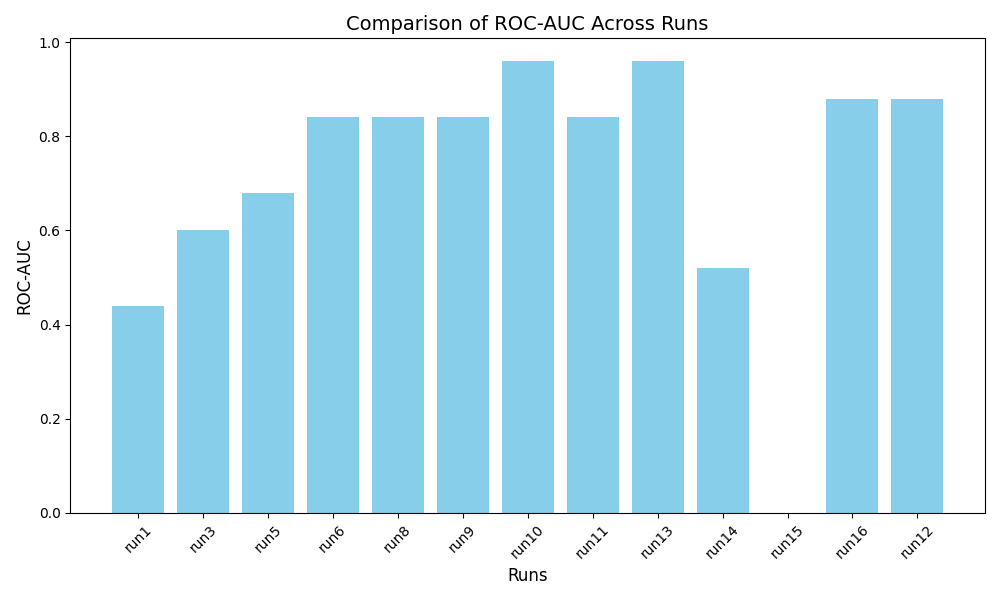 Comparison of ROC-AUC Across Runs
ROC-AUC
1.0
0.8
0.6
0.4
0.2
0.0
run1 run3 run5 run6 run8 run9 run10 run11 run13 run14 run15 run16 run12
Runs